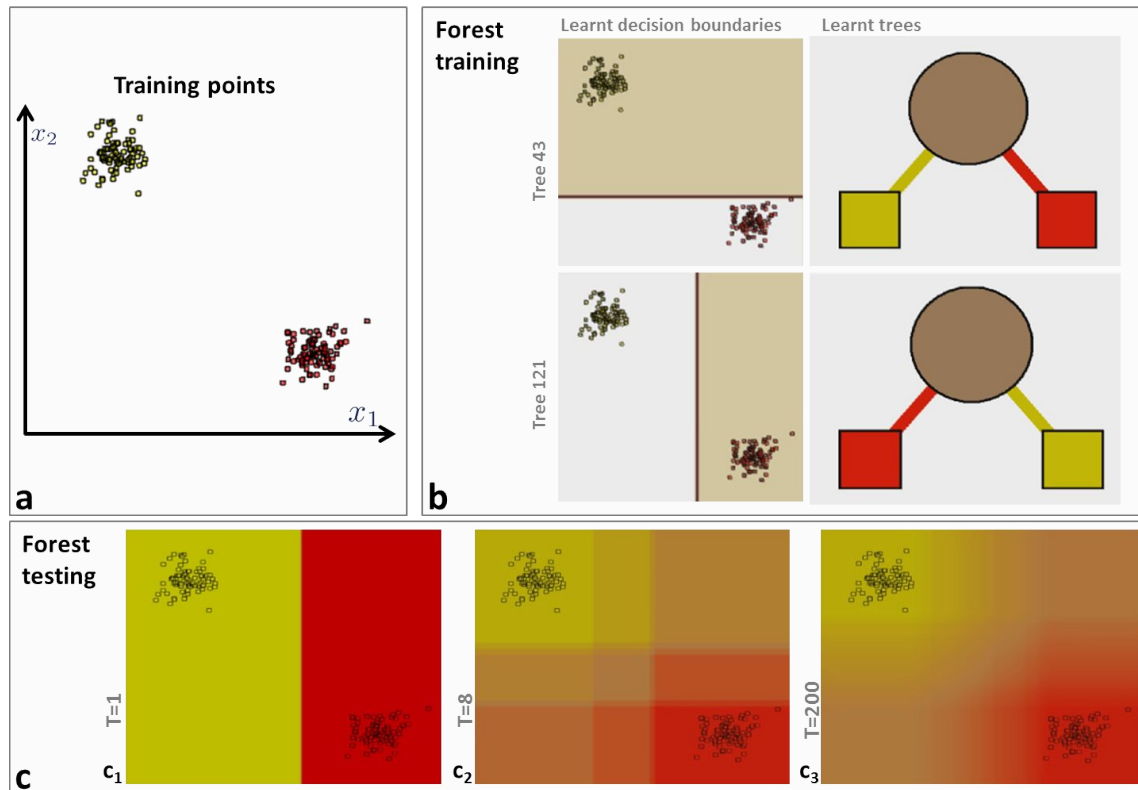 Training points
x₂
x₁
a
Forest
training
Learnt decision boundaries
Learnt trees
Tree 43
Tree 121
b
Forest
testing
T=1
c₁
T=8
c₂
T=200
c₃
c